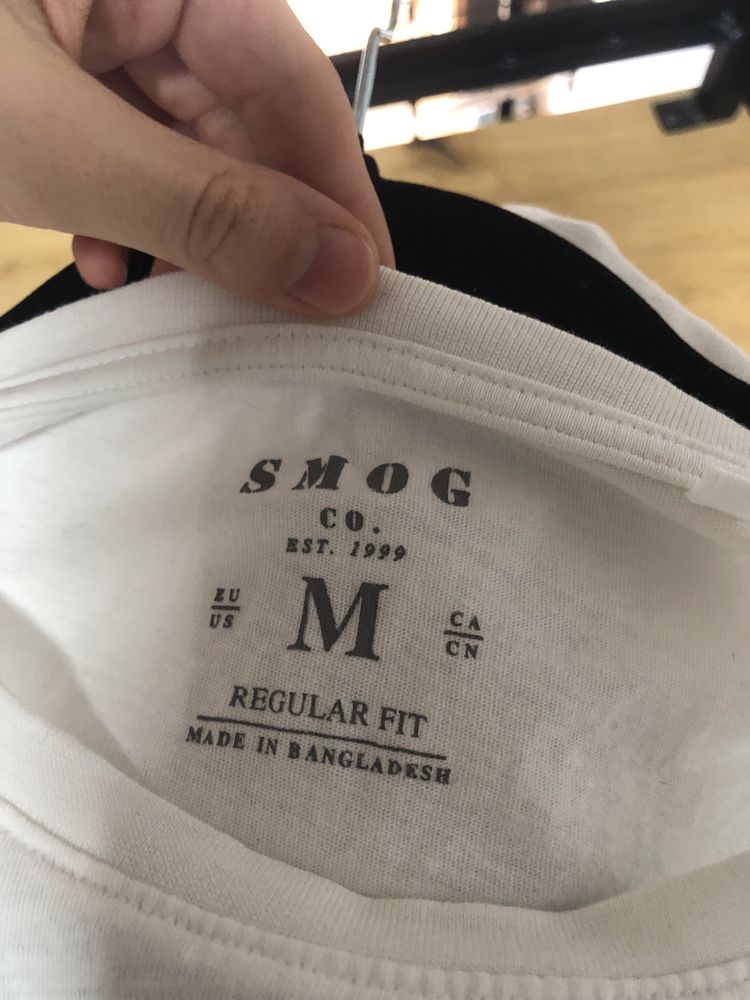 SMOG
CO.
EST. 1999
EU
US
M
CA
CN
REGULAR FIT
MADE IN BANGLADESH